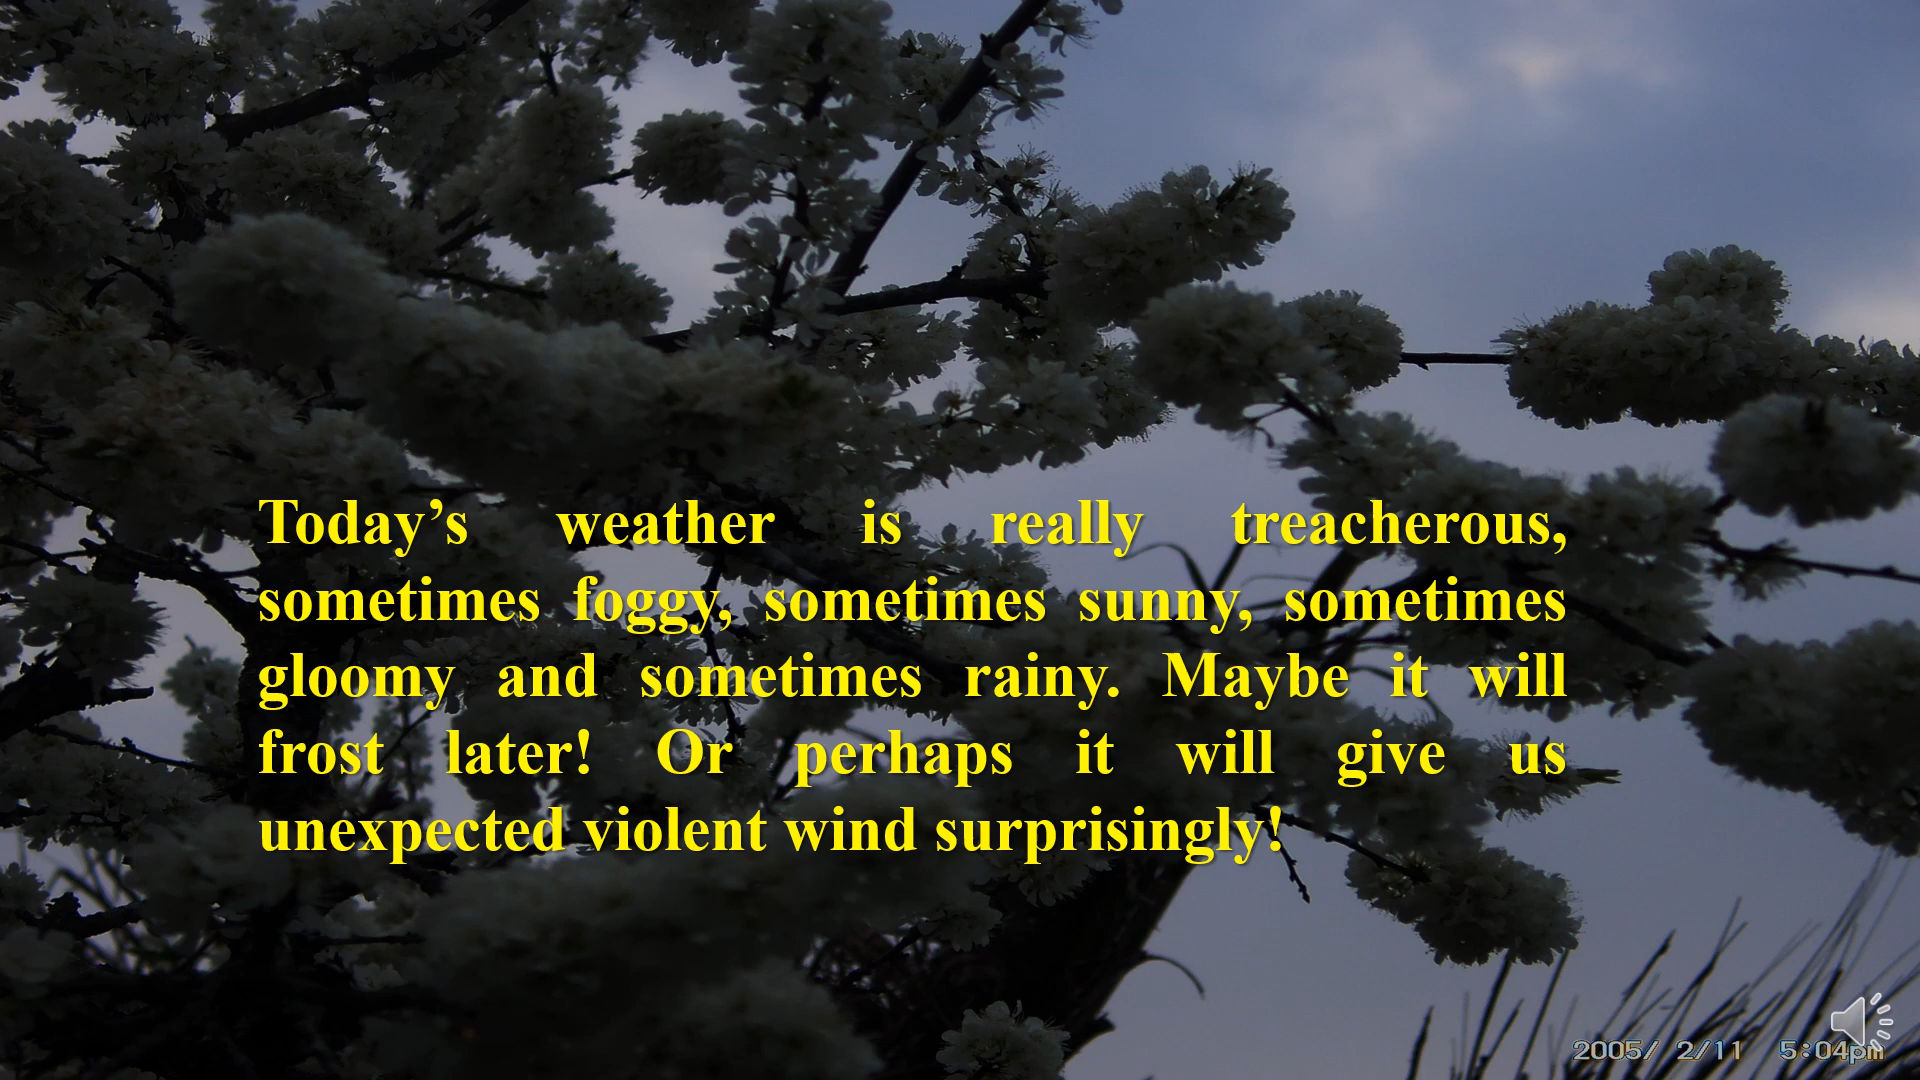 Today’s weather is really treacherous,
sometimes foggy, sometimes sunny, sometimes
gloomy and sometimes rainy. Maybe it will
frost later! Or perhaps it will give us
unexpected violent wind surprisingly!
2005/ 2/11 5:04pm